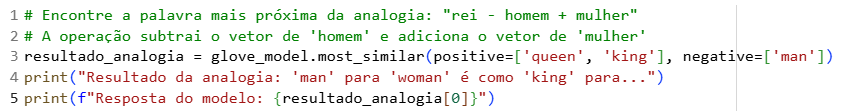 1 # Encontre a palavra mais próxima da analogia: "rei - homem + mulher"
2 # A operação subtrai o vetor de 'homem' e adiciona o vetor de 'mulher'
3 resultado_analogia = glove_model.most_similar(positive=['queen', 'king'], negative=['man'])
4 print("Resultado da analogia: 'man' para 'woman' é como 'king' para...")
5 print(f"Resposta do modelo: {resultado_analogia[0]}")